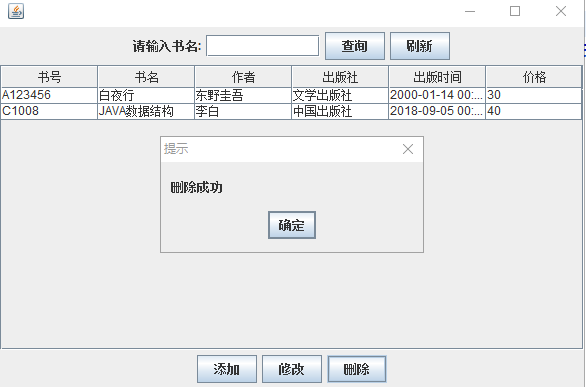 请输入书名: 查询 刷新
书号 书名 作者 出版社 出版时间 价格
A123456 白夜行 东野圭吾 文学出版社 2000-01-14 00:... 30
C1008 JAVA数据结构 李白 中国出版社 2018-09-05 00:... 40
提示
删除成功
确定
添加 修改 删除